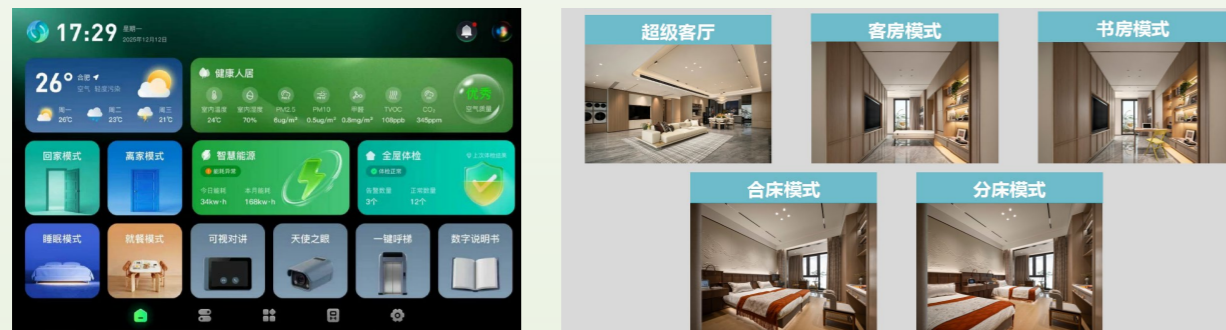 17:29
星期一
2025年12月12日
26°
合肥
空气 轻度污染
周一
26℃
周二
23℃
周三
21℃
健康人居
室内温度
24℃
室内湿度
70%
PM2.5
6ug/m³
PM10
0.5ug/m³
甲醛
0.8mg/m³
TVOC
108ppb
CO₂
345ppm
优秀
空气质量
回家模式
离家模式
智慧能源
能耗异常
今日能耗
34kw-h
本月能耗
168kw-h
全屋体检
体检正常
告警数量
3个
正常数量
12个
睡眠模式
就餐模式
可视对讲
天使之眼
一键呼梯
数字说明书
超级客厅
客房模式
书房模式
合床模式
分床模式